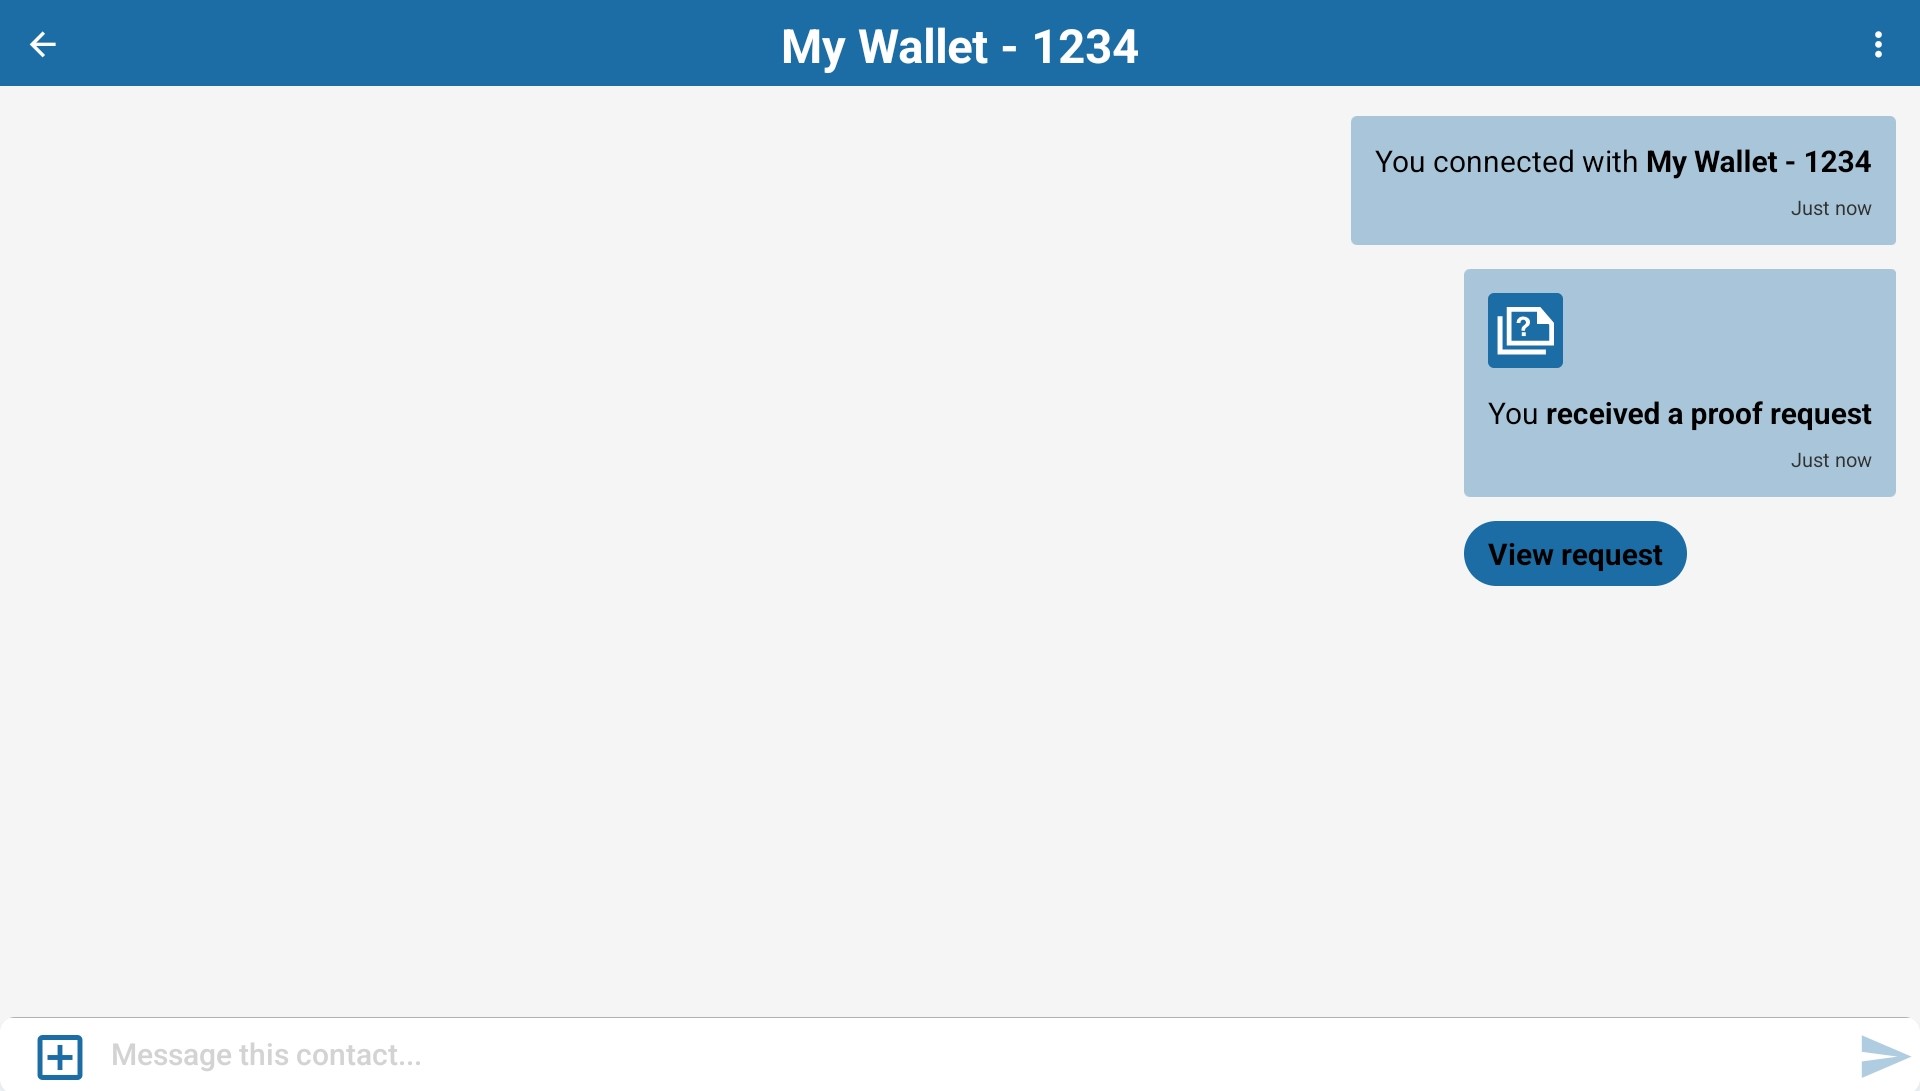 My Wallet - 1234
You connected with My Wallet - 1234
Just now
?
You received a proof request
Just now
View request
Message this contact...